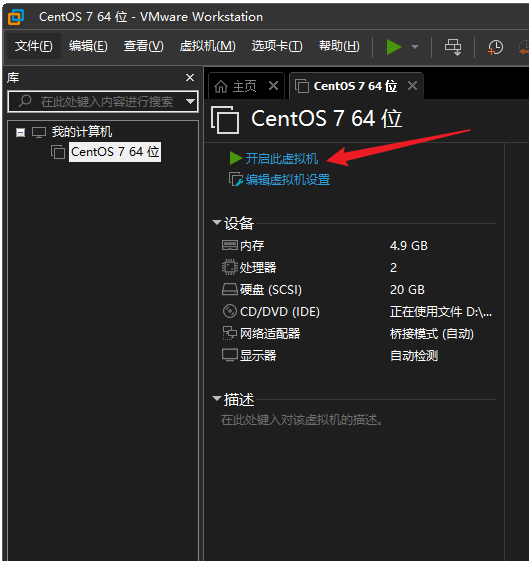 CentOS 7 64 位 - VMware Workstation
文件(F) 编辑(E) 查看(V) 虚拟机(M) 选项卡(T) 帮助(H)
库
在此处键入内容进行搜索
我的计算机
CentOS 7 64 位
主页
CentOS 7 64 位
CentOS 7 64 位
开启此虚拟机
编辑虚拟机设置
设备
内存 4.9 GB
处理器 2
硬盘 (SCSI) 20 GB
CD/DVD (IDE) 正在使用文件 D:\...
网络适配器 桥接模式 (自动)
显示器 自动检测
描述
在此处键入对该虚拟机的描述。